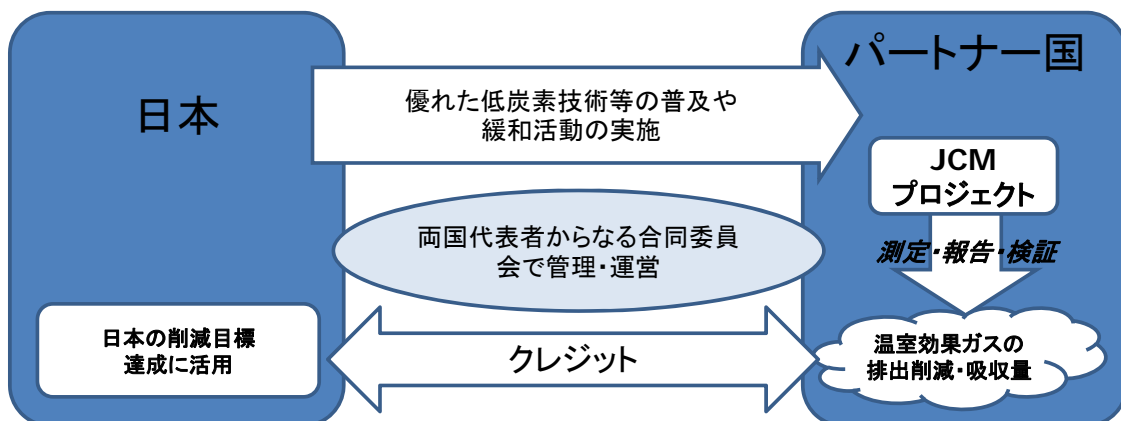 日本
パートナー国
優れた低炭素技術等の普及や
緩和活動の実施
JCM
プロジェクト
両国代表者からなる合同委員
会で管理・運営
測定・報告・検証
日本の削減目標
達成に活用
クレジット
温室効果ガスの
排出削減・吸収量